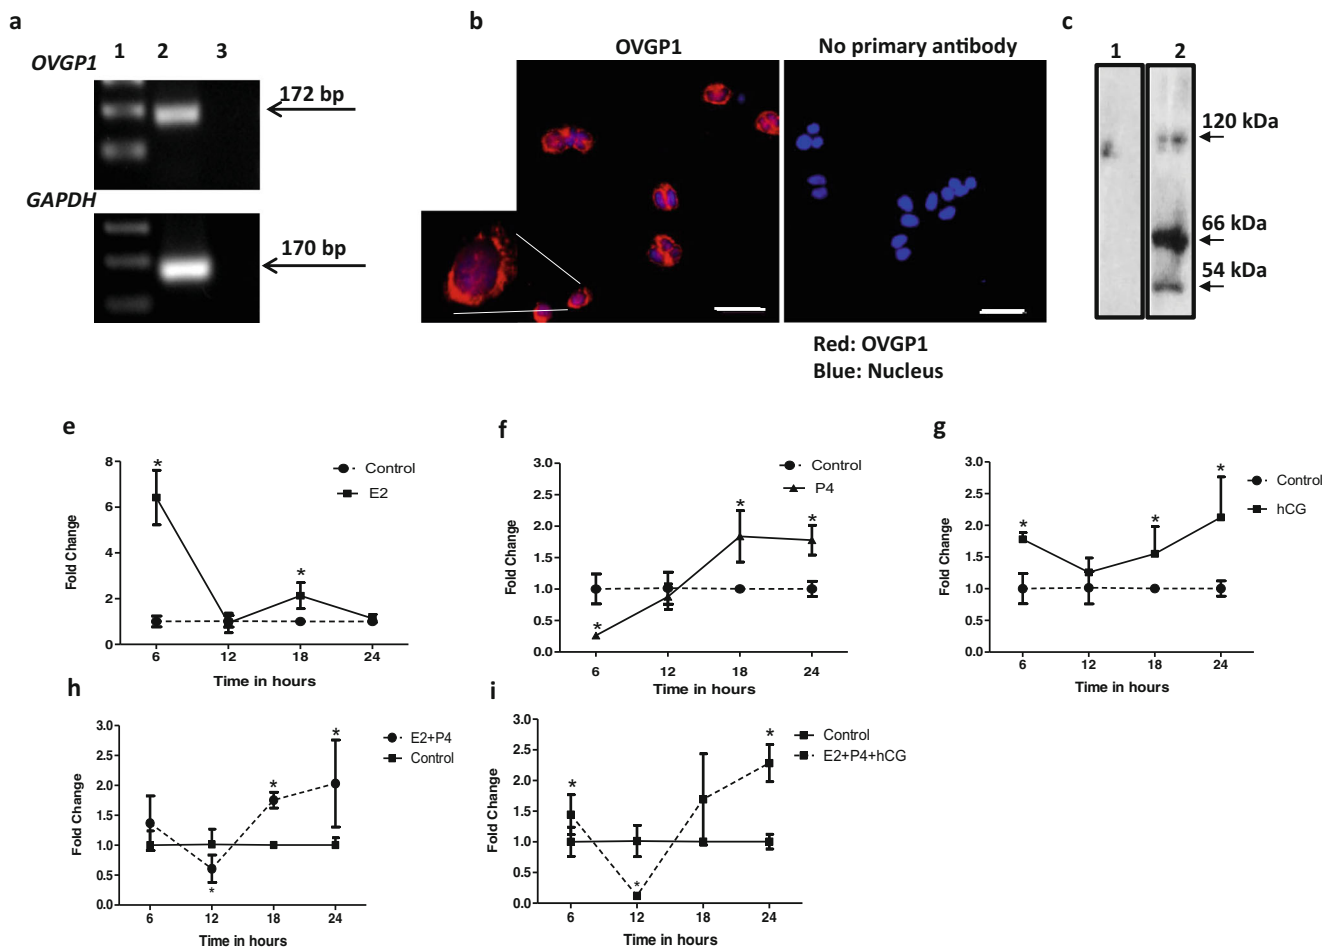 a
1 2 3
OVGP1
172 bp
GAPDH
170 bp
b
OVGP1 No primary antibody
Red: OVGP1
Blue: Nucleus
c
1 2
120 kDa
66 kDa
54 kDa
e
8
6
4
2
0
Fold Change
*
*
Control
E2
6 12 18 24
Time in hours
f
3.0
2.5
2.0
1.5
1.0
0.5
0.0
Fold Change
*
*
*
Control
P4
6 12 18 24
Time in hours
g
3.0
2.5
2.0
1.5
1.0
0.5
0.0
Fold Change
*
*
*
Control
hCG
6 12 18 24
Time in hours
h
3.0
2.5
2.0
1.5
1.0
0.5
0.0
Fold Change
*
*
*
E2+P4
Control
6 12 18 24
Time in hours
i
3.0
2.5
2.0
1.5
1.0
0.5
0.0
Fold Change
*
*
*
Control
E2+P4+hCG
6 12 18 24
Time in hours